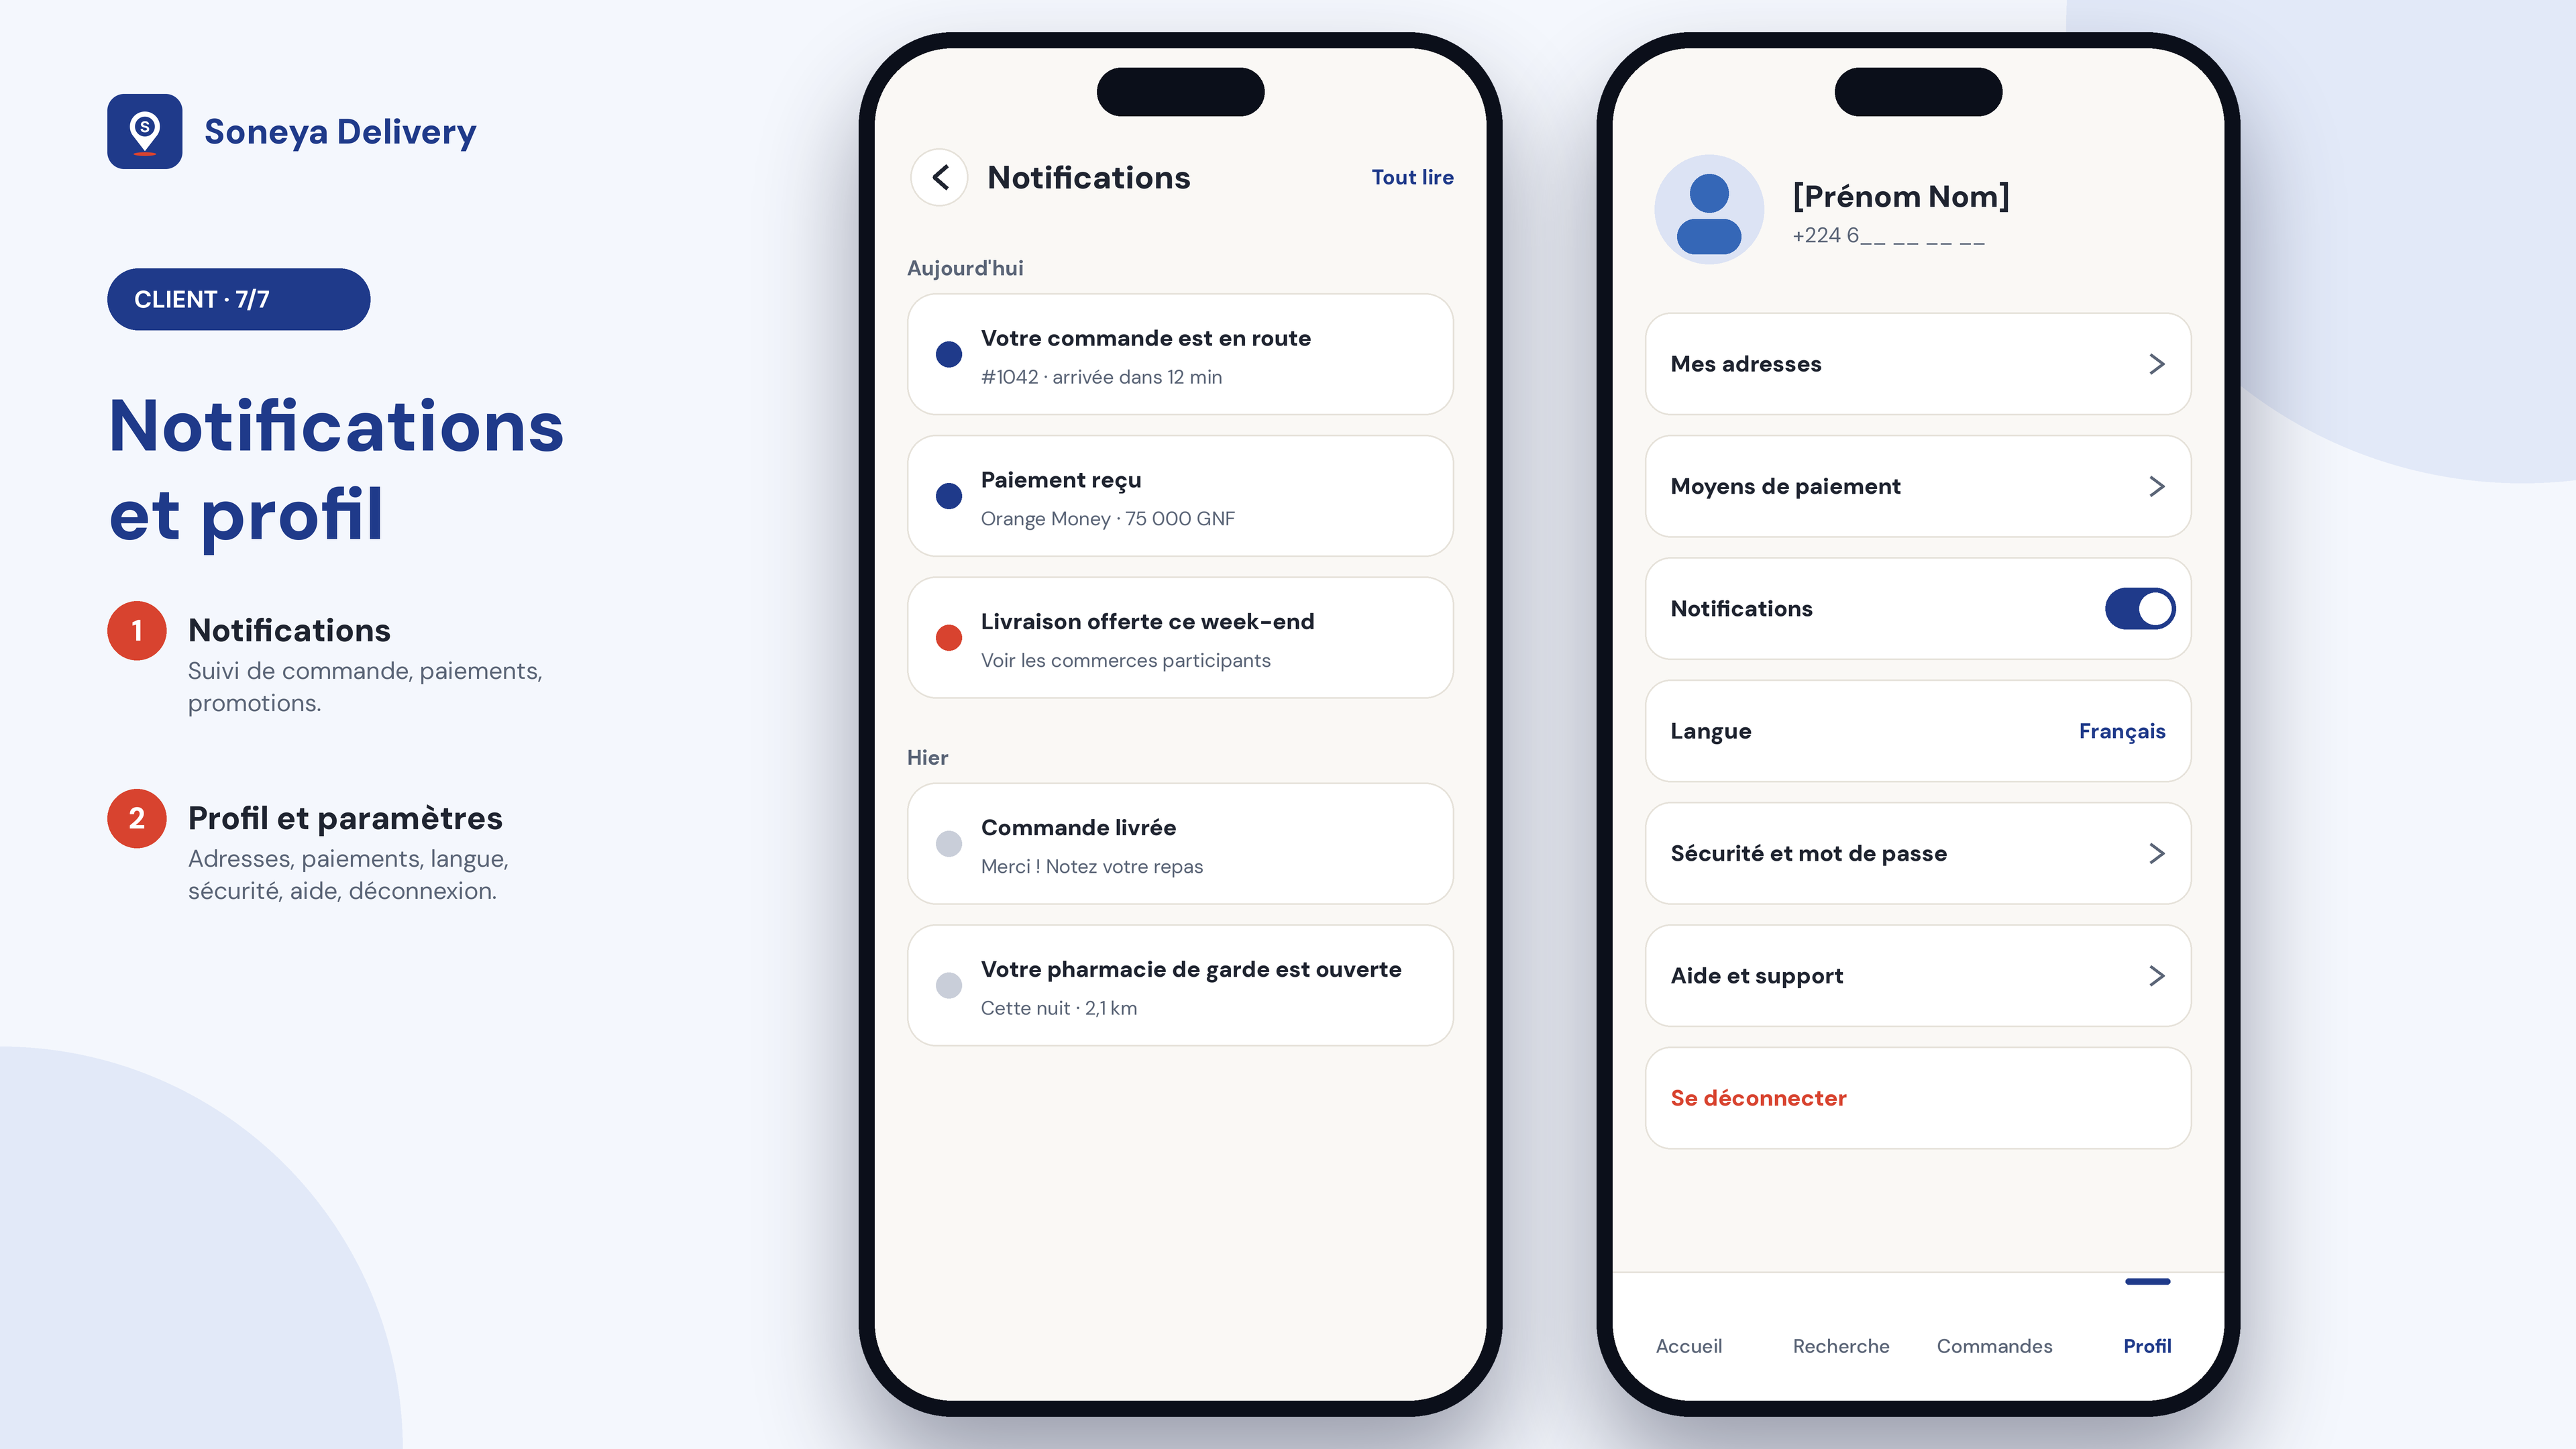 S
Soneya Delivery
CLIENT · 7/7
Notifications
et profil
1
Notifications
Suivi de commande, paiements,
promotions.
2
Profil et paramètres
Adresses, paiements, langue,
sécurité, aide, déconnexion.
Notifications
Tout lire
Aujourd'hui
Votre commande est en route
#1042 · arrivée dans 12 min
Paiement reçu
Orange Money · 75 000 GNF
Livraison offerte ce week-end
Voir les commerces participants
Hier
Commande livrée
Merci ! Notez votre repas
Votre pharmacie de garde est ouverte
Cette nuit · 2,1 km
[Prénom Nom]
+224 6__ __ __ __
Mes adresses
Moyens de paiement
Notifications
Langue
Français
Sécurité et mot de passe
Aide et support
Se déconnecter
Accueil
Recherche
Commandes
Profil